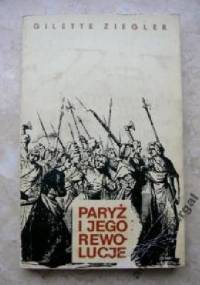 GILETTE ZIEGLER
PARYŻ
I JEGO
REWO-
LUCJE